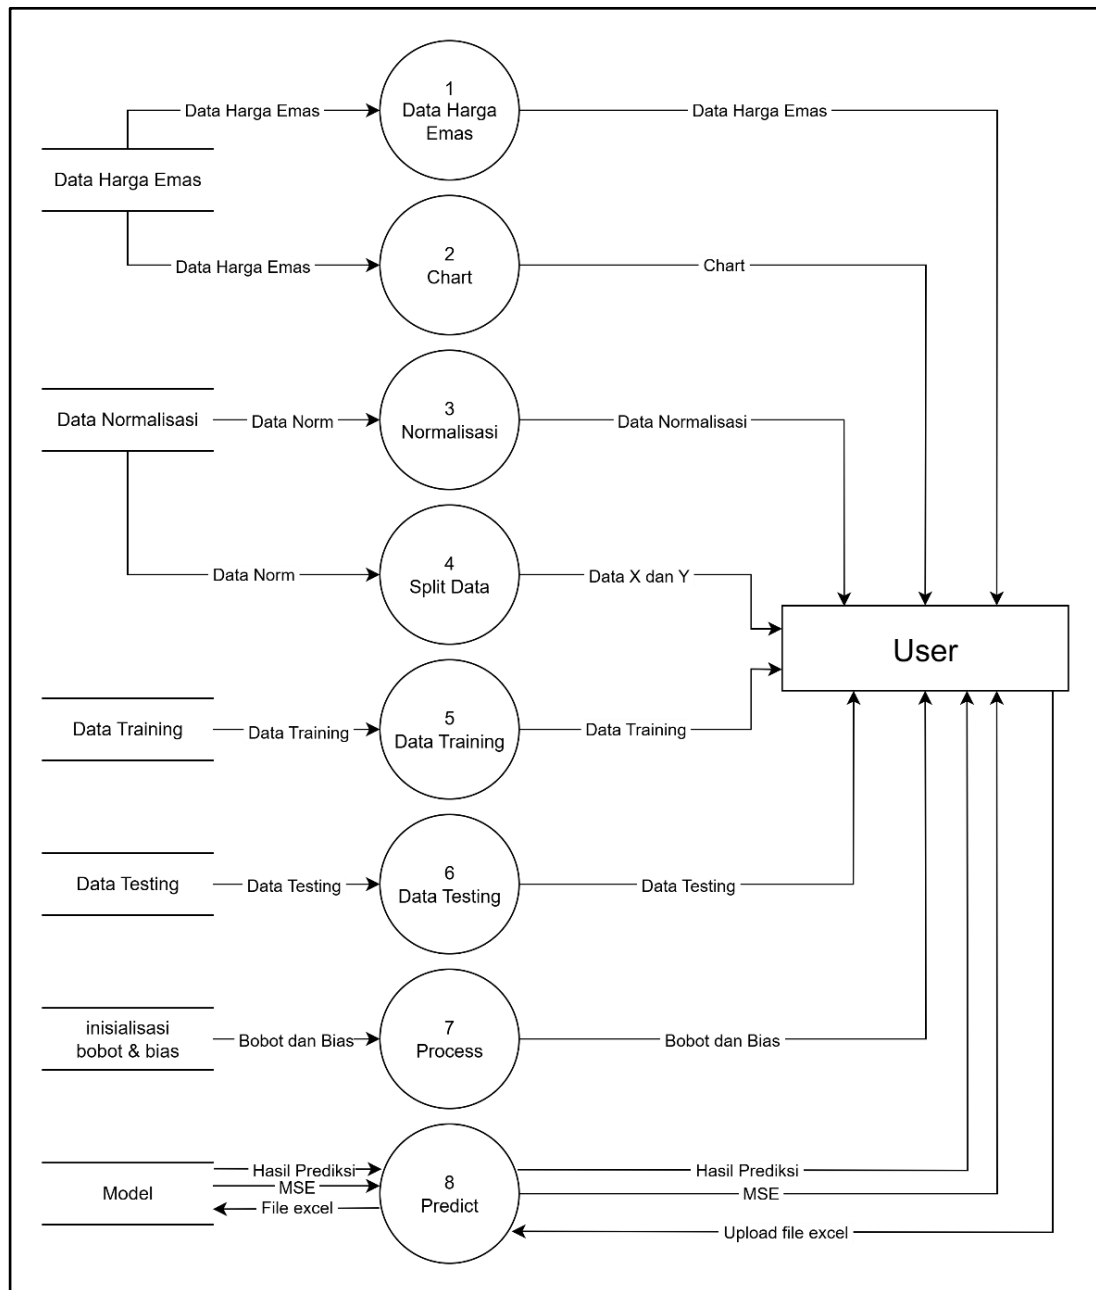 1
Data Harga
Emas
Data Harga Emas
Data Harga Emas
Data Harga Emas
2
Chart
Data Harga Emas
Chart
3
Normalisasi
Data Normalisasi
Data Norm
Data Normalisasi
4
Split Data
Data Norm
Data X dan Y
User
5
Data Training
Data Training
Data Training
Data Training
6
Data Testing
Data Testing
Data Testing
Data Testing
7
Process
inisialisasi
bobot & bias
Bobot dan Bias
Bobot dan Bias
8
Predict
Model
Hasil Prediksi
MSE
File excel
Hasil Prediksi
MSE
Upload file excel